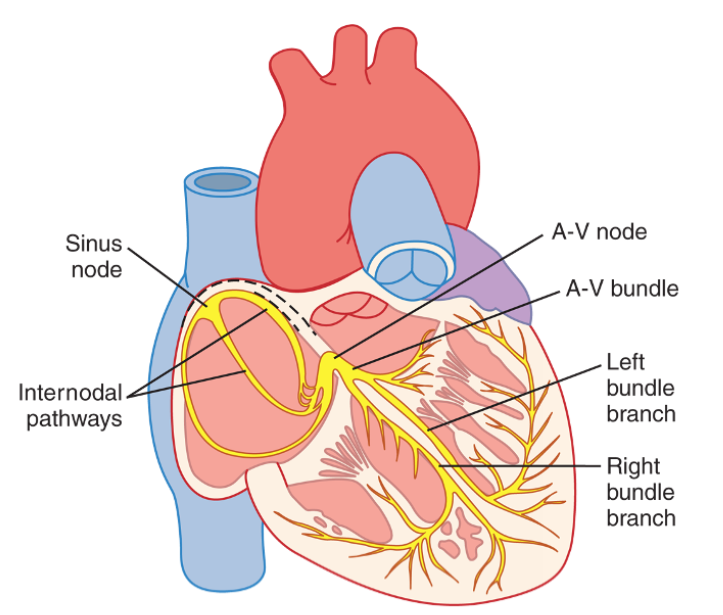 Sinus
node
Internodal
pathways
A-V node
A-V bundle
Left
bundle
branch
Right
bundle
branch